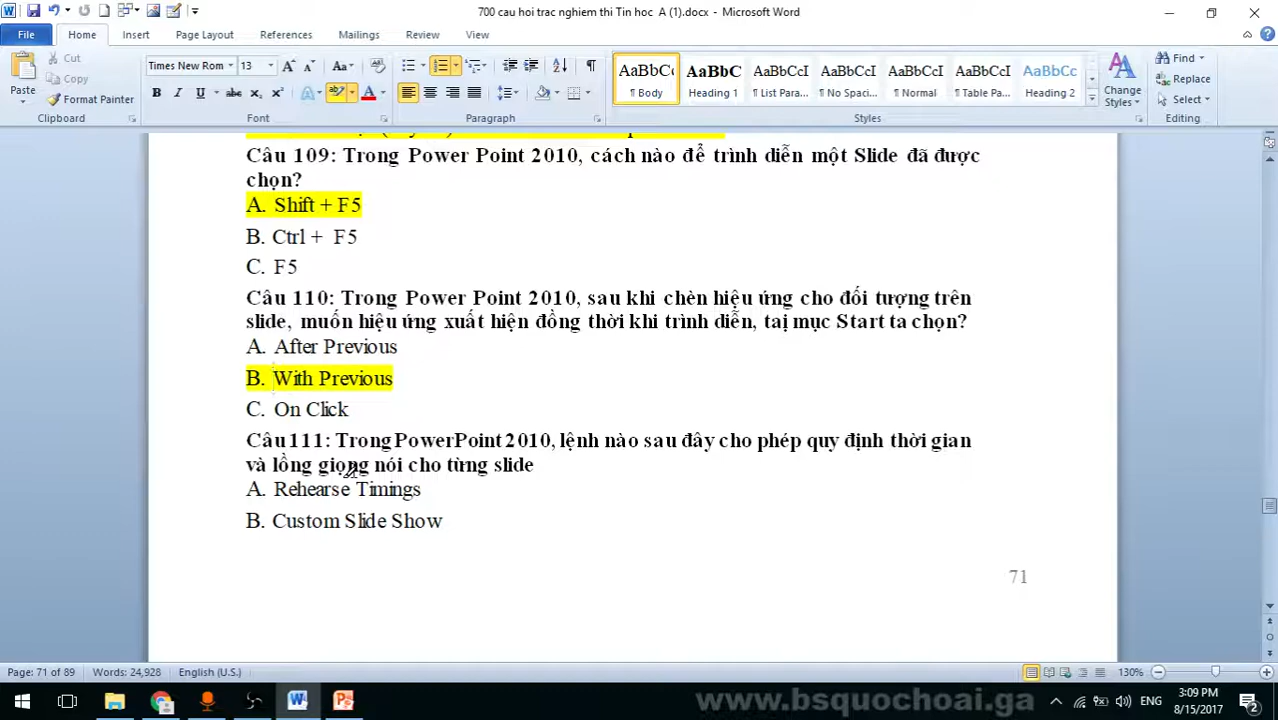 700 cau hoi trac nghiem thi Tin hoc  A (1).docx  -  Microsoft Word
File Home Insert Page Layout References Mailings Review View
Paste
Cut
Copy
Format Painter
Clipboard
Times New Rom 13
Font
Paragraph
AaBbCc Body
AaBbC Heading 1
AaBbCcI List Para...
AaBbCcI No Spaci...
AaBbCcI Normal
AaBbCcI Table Pa...
AaBbCc Heading 2
Change Styles
Styles
Find
Replace
Select
Editing
Câu 109: Trong Power Point 2010, cách nào để trình diễn một Slide đã được
chọn?
A. Shift + F5
B. Ctrl +  F5
C. F5
Câu 110: Trong Power Point 2010, sau khi chèn hiệu ứng cho đối tượng trên
slide, muốn hiệu ứng xuất hiện đồng thời khi trình diễn, taị mục Start ta chọn?
A. After Previous
B. With Previous
C. On Click
Câu 111: Trong PowerPoint 2010, lệnh nào sau đây cho phép quy định thời gian
và lồng giọng nói cho từng slide
A. Rehearse Timings
B. Custom Slide Show
71
Page: 71 of 89 Words: 24,928 English (U.S.) 130%
www.bsquochoai.ga
ENG
3:09 PM
8/15/2017
2